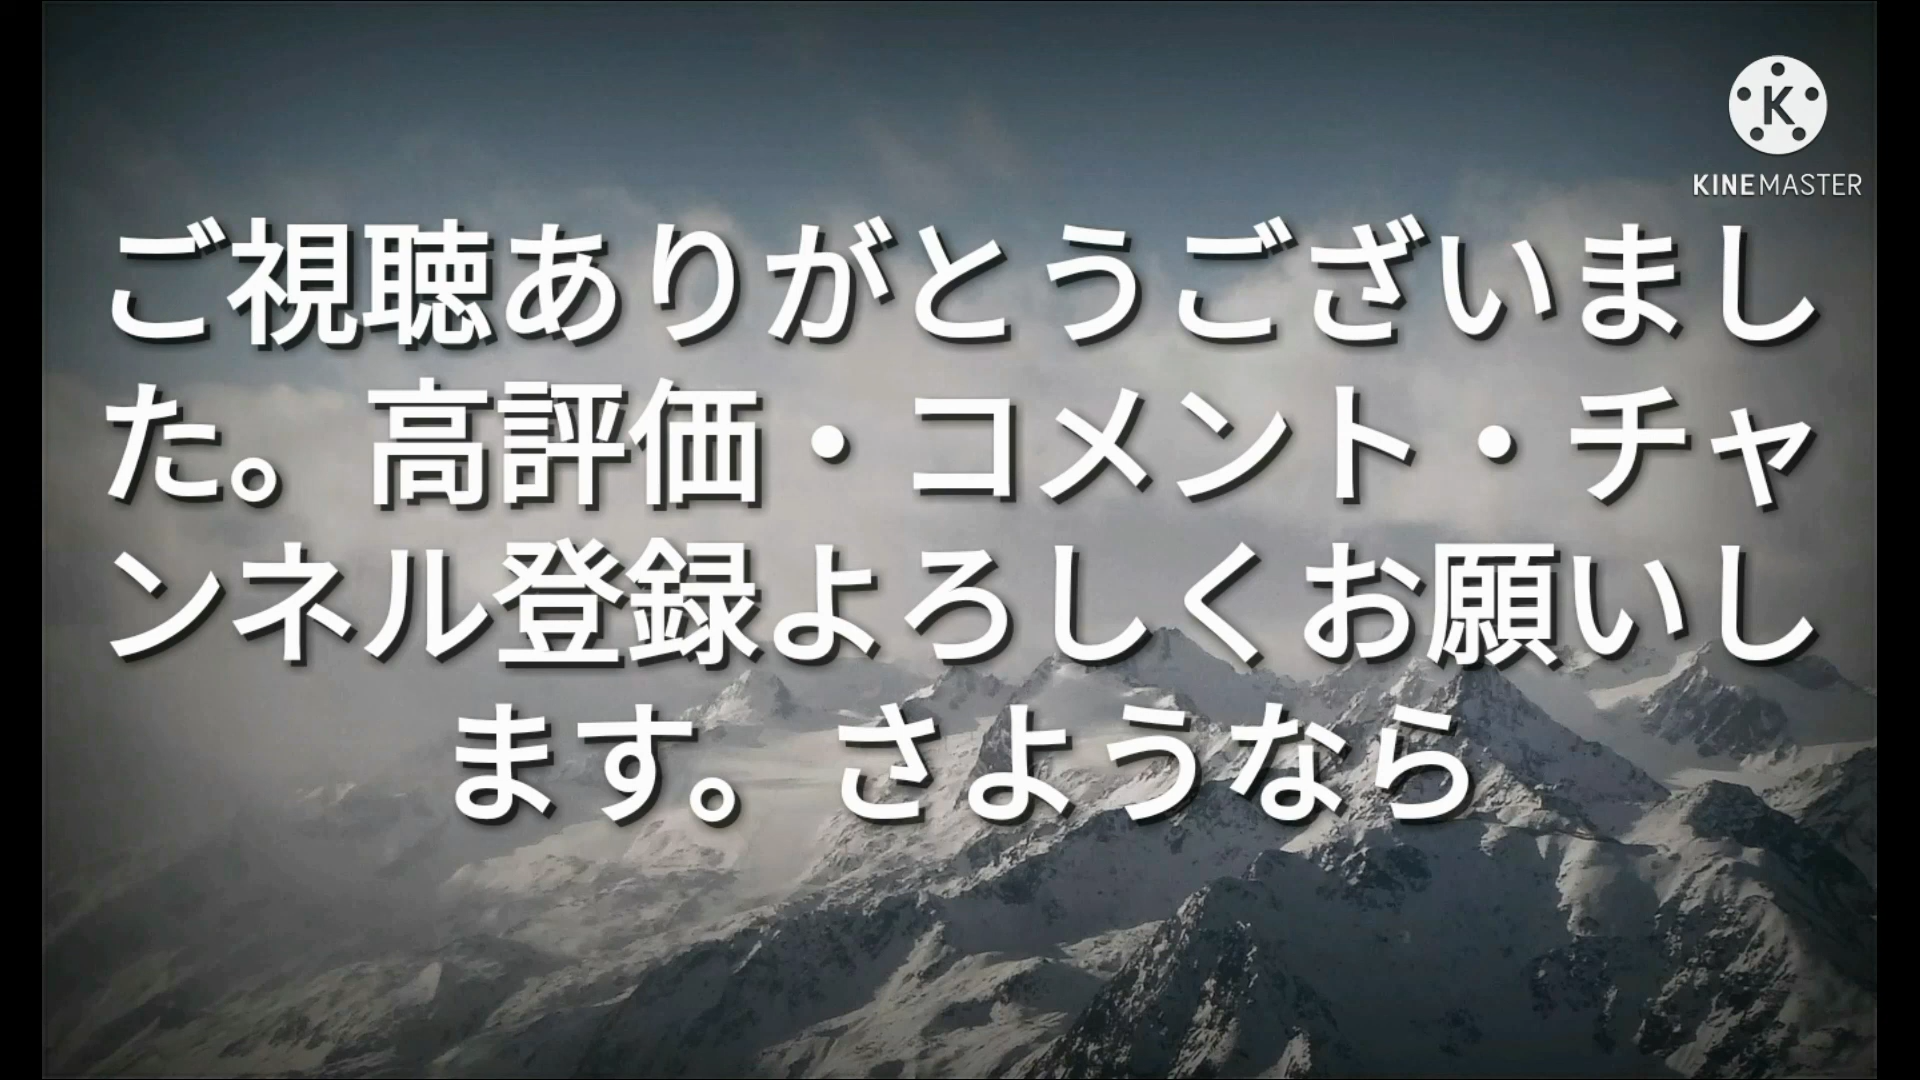 K
KINEMASTER
ご視聴ありがとうございまし
た。高評価・コメント・チャ
ンネル登録よろしくお願いし
ます。さようなら